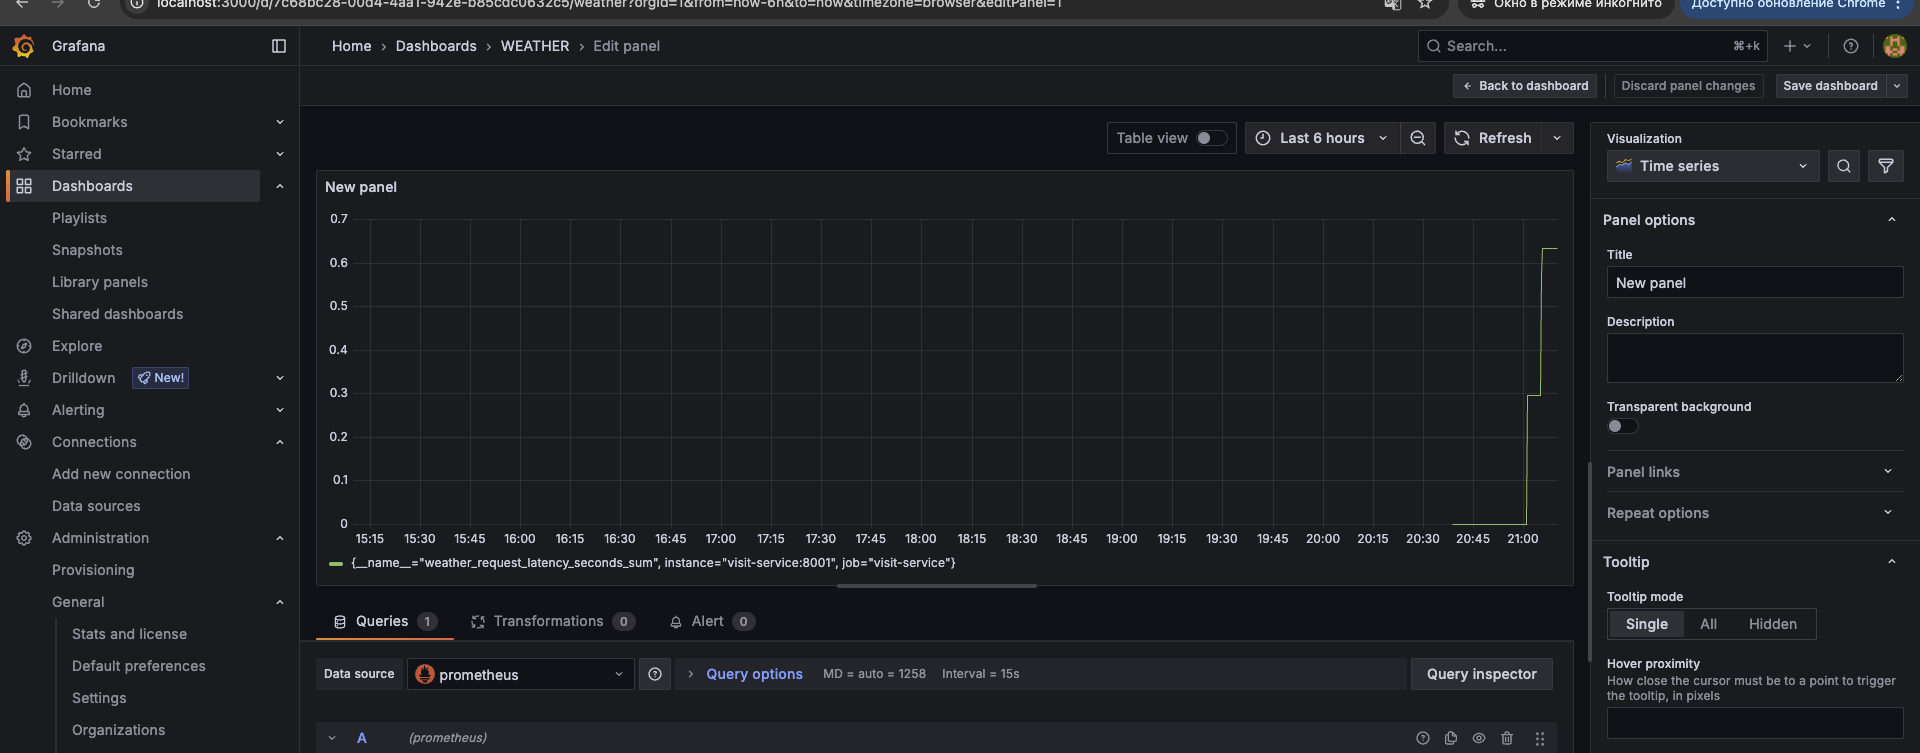 localhost:3000/d/7c68bc28-00d4-4aa1-942e-b85cdc0632c5/weather?orgId=1&from=now-6h&to=now&timezone=browser&editPanel=1
Окно в режиме инкогнито
Доступно обновление Chrome
Grafana
Home › Dashboards › WEATHER › Edit panel
Search...
⌘+k
Back to dashboard
Discard panel changes
Save dashboard
Home
Bookmarks
Starred
Dashboards
Playlists
Snapshots
Library panels
Shared dashboards
Explore
Drilldown
New!
Alerting
Connections
Add new connection
Data sources
Administration
Provisioning
General
Stats and license
Default preferences
Settings
Organizations
Table view
Last 6 hours
Refresh
New panel
0.7
0.6
0.5
0.4
0.3
0.2
0.1
0
15:15 15:30 15:45 16:00 16:15 16:30 16:45 17:00 17:15 17:30 17:45 18:00 18:15 18:30 18:45 19:00 19:15 19:30 19:45 20:00 20:15 20:30 20:45 21:00
{__name__="weather_request_latency_seconds_sum", instance="visit-service:8001", job="visit-service"}
Queries 1
Transformations 0
Alert 0
Data source
prometheus
Query options
MD = auto = 1258
Interval = 15s
Query inspector
A
(prometheus)
Visualization
Time series
Panel options
Title
New panel
Description
Transparent background
Panel links
Repeat options
Tooltip
Tooltip mode
Single
All
Hidden
Hover proximity
How close the cursor must be to a point to trigger
the tooltip, in pixels